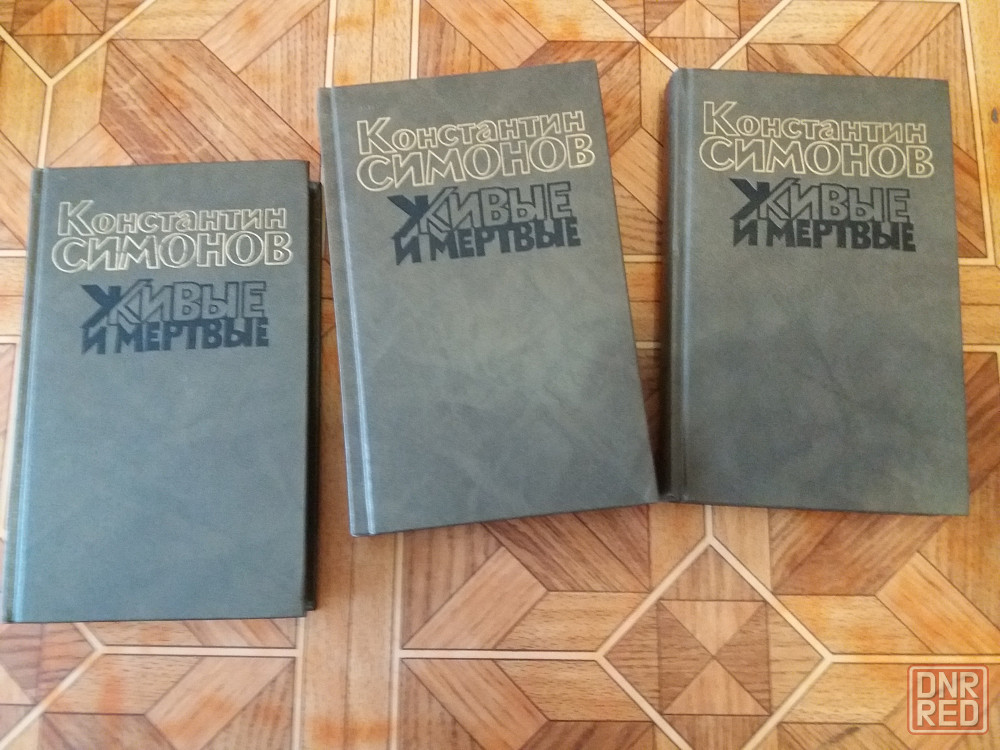 Константин
СИМОНОВ
ЖИВЫЕ
И МЕРТВЫЕ
Константин
СИМОНОВ
ЖИВЫЕ
И МЕРТВЫЕ
Константин
СИМОНОВ
ЖИВЫЕ
И МЕРТВЫЕ
DNR
RED